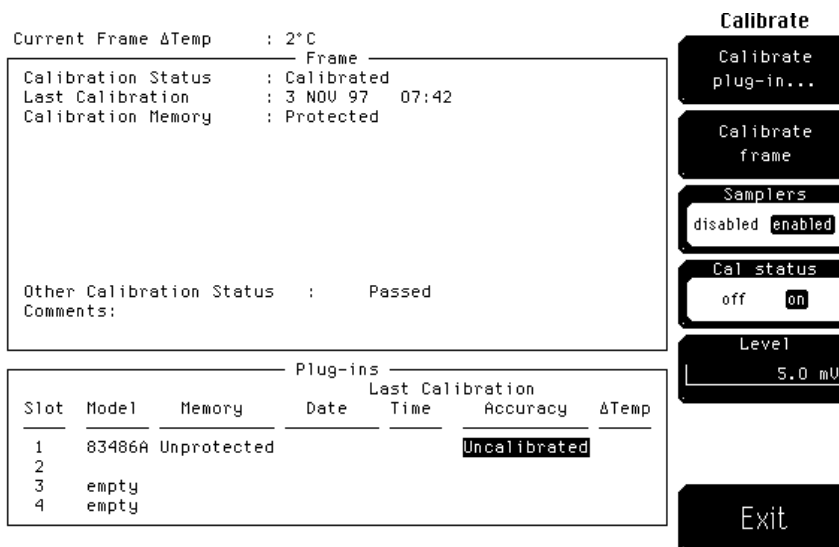 Calibrate
Current Frame ΔTemp : 2°C
Frame
Calibration Status : Calibrated
Last Calibration : 3 NOV 97 07:42
Calibration Memory : Protected
Other Calibration Status : Passed
Comments:
Plug-ins
Last Calibration
Slot Model Memory Date Time Accuracy ΔTemp
1 83486A Unprotected Uncalibrated
2
3 empty
4 empty
Calibrate
plug-in...
Calibrate
frame
Samplers
disabled enabled
Cal status
off on
Level
5.0 mV
Exit